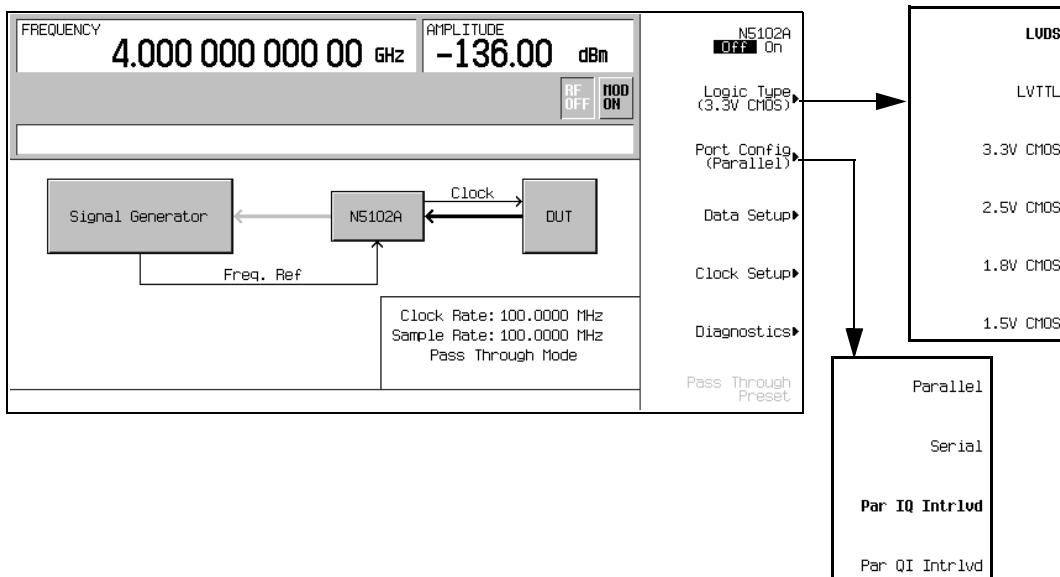 FREQUENCY
4.000 000 000 00 GHz
AMPLITUDE
-136.00 dBm
RF OFF
MOD ON
Signal Generator
N5102A
Clock
DUT
Freq. Ref
Clock Rate: 100.0000 MHz
Sample Rate: 100.0000 MHz
Pass Through Mode
N5102A
Off On
Logic Type
(3.3V CMOS)
Port Config
(Parallel)
Data Setup
Clock Setup
Diagnostics
Pass Through
Preset
LVDS
LVTTL
3.3V CMOS
2.5V CMOS
1.8V CMOS
1.5V CMOS
Parallel
Serial
Par IQ Intrlvd
Par QI Intrlvd